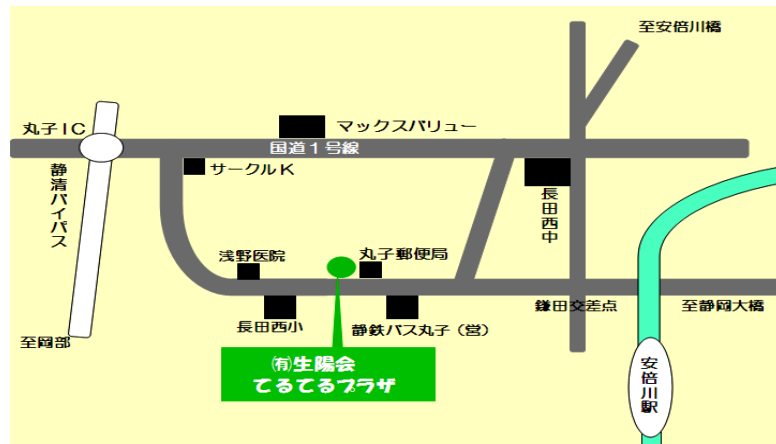 至安倍川橋
丸子IC
マックスバリュー
国道１号線
サークルK
静清バイパス
長田西中
浅野医院
丸子郵便局
長田西小
静鉄バス丸子（営）
鎌田交差点
至静岡大橋
至岡部
㈲生陽会
てるてるプラザ
安倍川駅